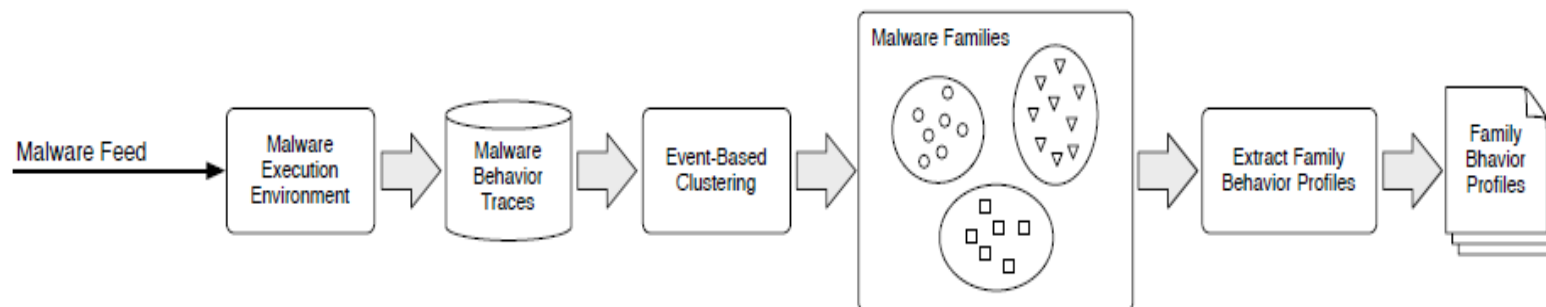 Malware Feed
Malware
Execution
Environment
Malware
Behavior
Traces
Event-Based
Clustering
Malware Families
Extract Family
Behavior Profiles
Family
Bhavior
Profiles